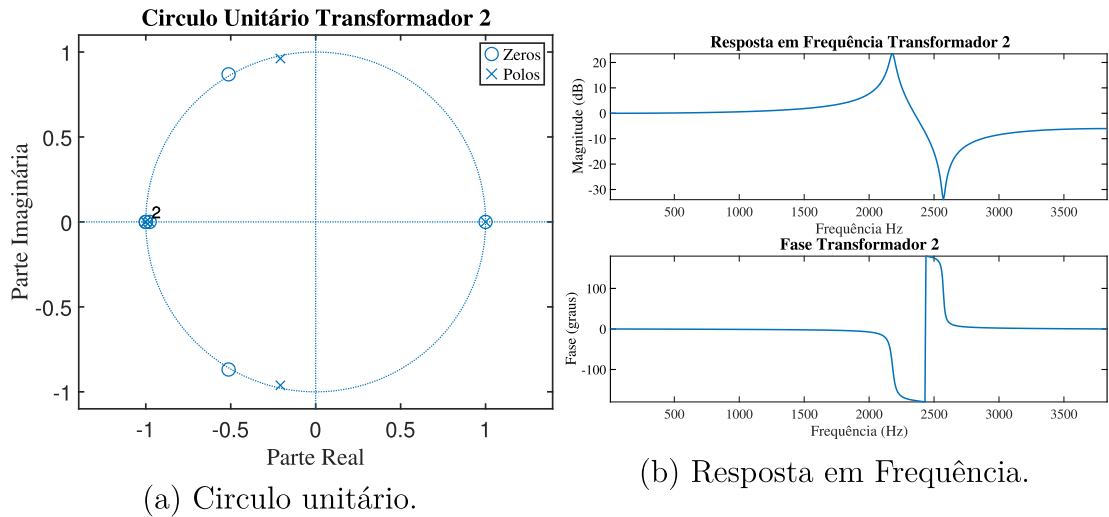 Circulo Unitário Transformador 2
Zeros
Polos
Parte Imaginária
1
0.5
0
-0.5
-1
2
-1 -0.5 0 0.5 1
Parte Real
(a) Circulo unitário.
Resposta em Frequência Transformador 2
Magnitude (dB)
20
10
0
-10
-20
-30
500 1000 1500 2000 2500 3000 3500
Frequência Hz
Fase Transformador 2
Fase (graus)
100
0
-100
500 1000 1500 2000 2500 3000 3500
Frequência (Hz)
(b) Resposta em Frequência.